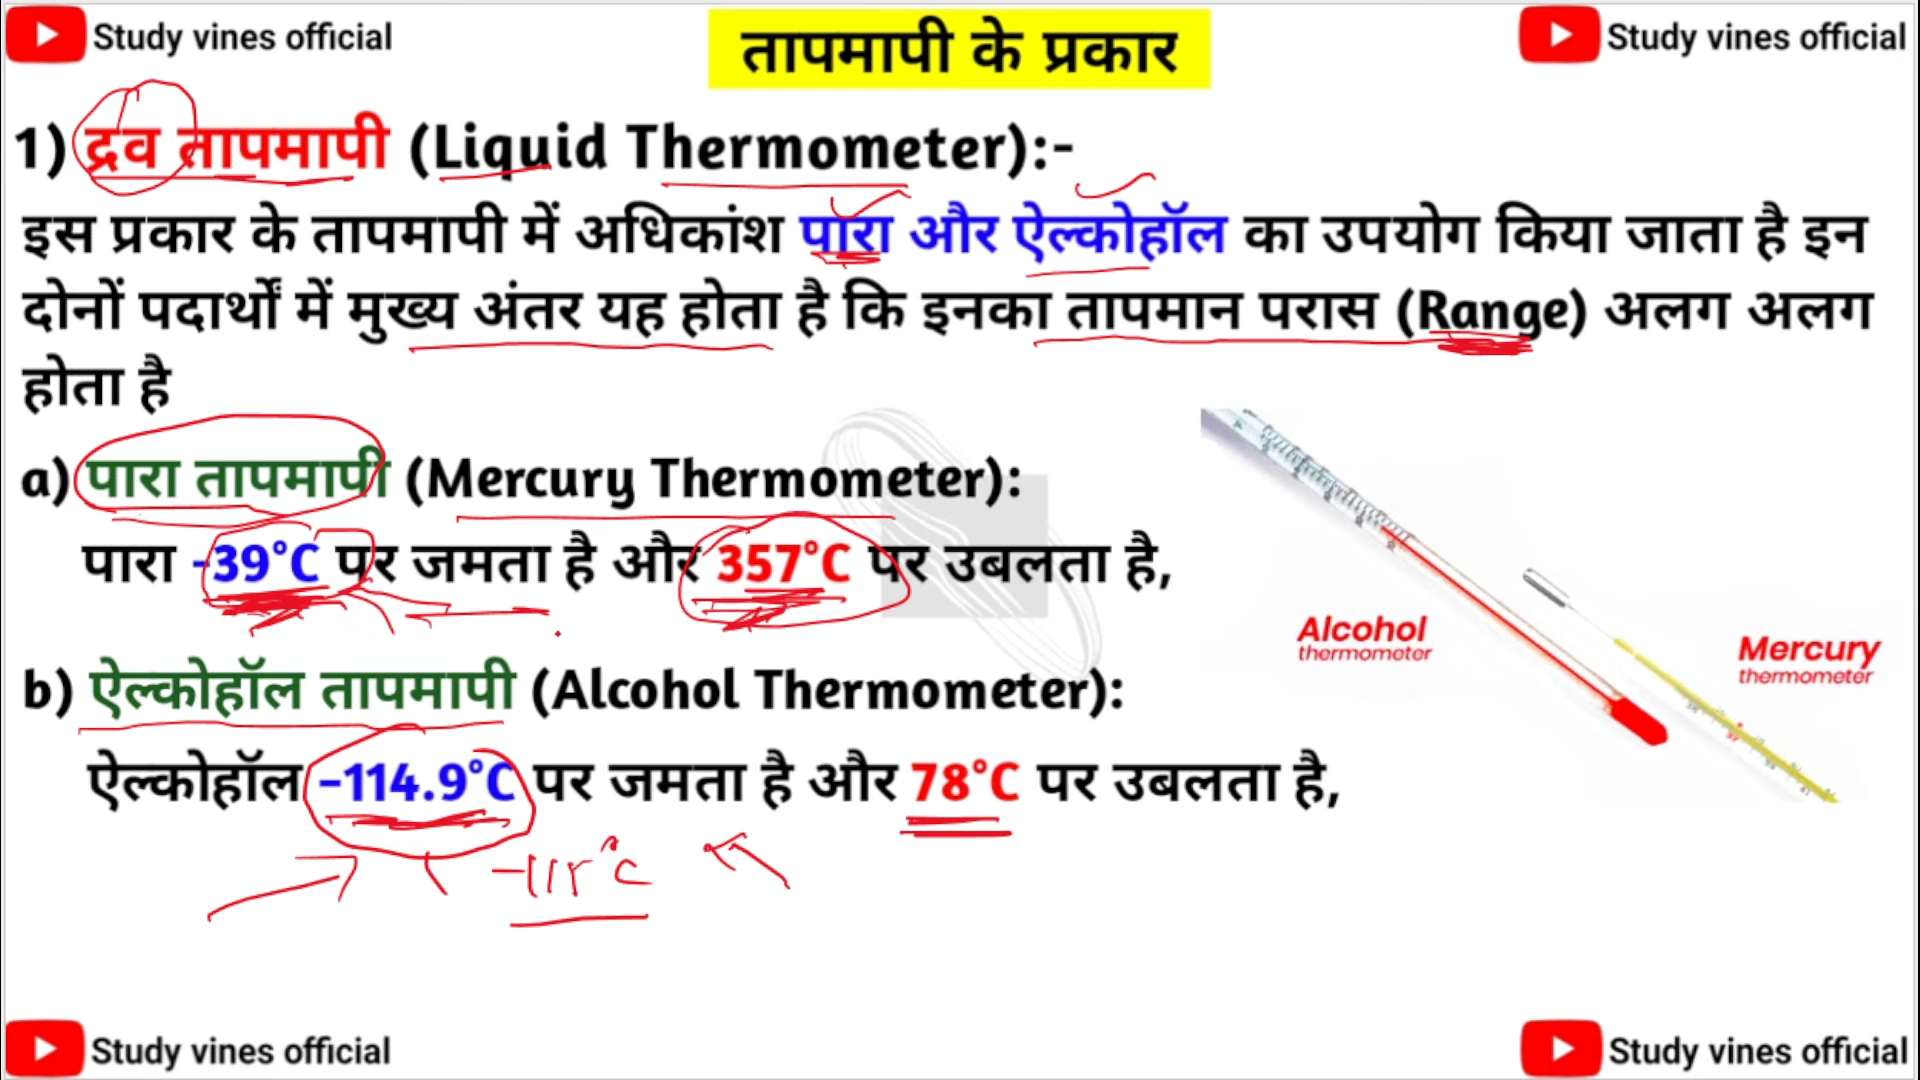 Study vines official
तापमापी के प्रकार
Study vines official
1) द्रव तापमापी (Liquid Thermometer):-
इस प्रकार के तापमापी में अधिकांश पारा और ऐल्कोहॉल का उपयोग किया जाता है इन
दोनों पदार्थों में मुख्य अंतर यह होता है कि इनका तापमान परास (Range) अलग अलग
होता है
a) पारा तापमापी (Mercury Thermometer):
पारा -39°C पर जमता है और 357°C पर उबलता है,
Alcohol
thermometer
Mercury
thermometer
b) ऐल्कोहॉल तापमापी (Alcohol Thermometer):
ऐल्कोहॉल -114.9°C पर जमता है और 78°C पर उबलता है,
-115°C
Study vines official
Study vines official